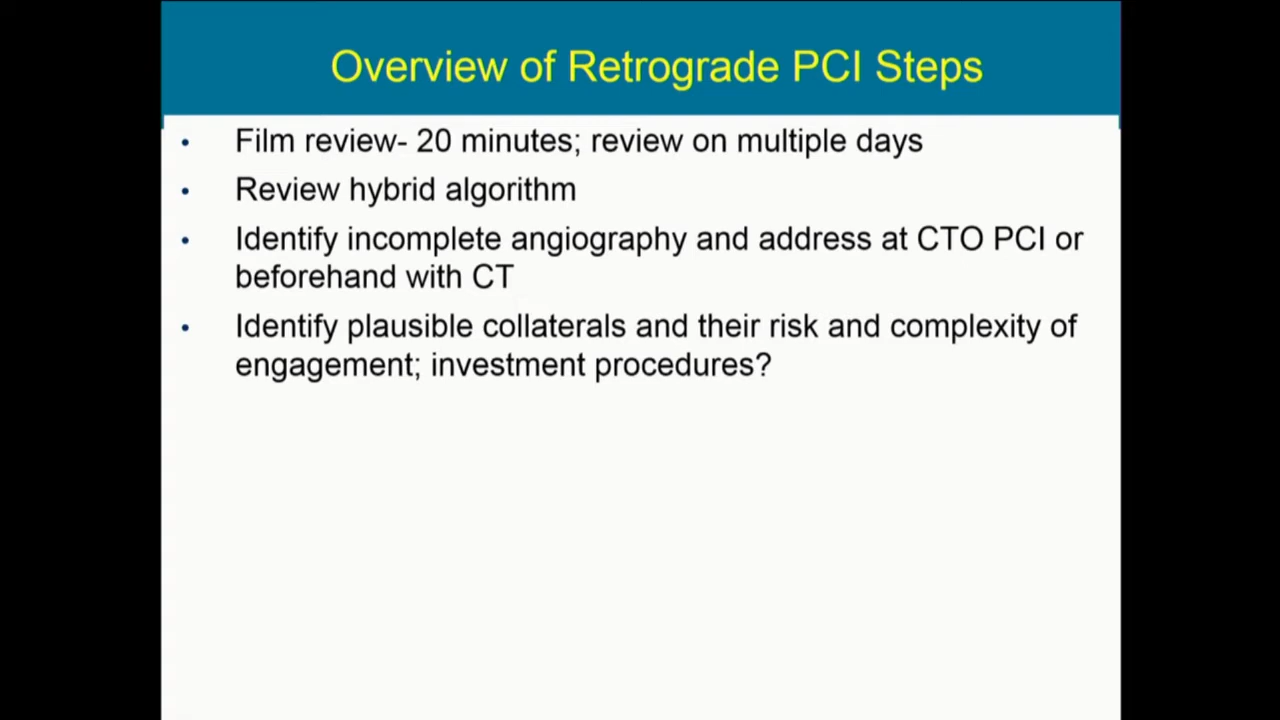 Overview of Retrograde PCI Steps
• Film review- 20 minutes; review on multiple days
• Review hybrid algorithm
• Identify incomplete angiography and address at CTO PCI or
beforehand with CT
• Identify plausible collaterals and their risk and complexity of
engagement; investment procedures?